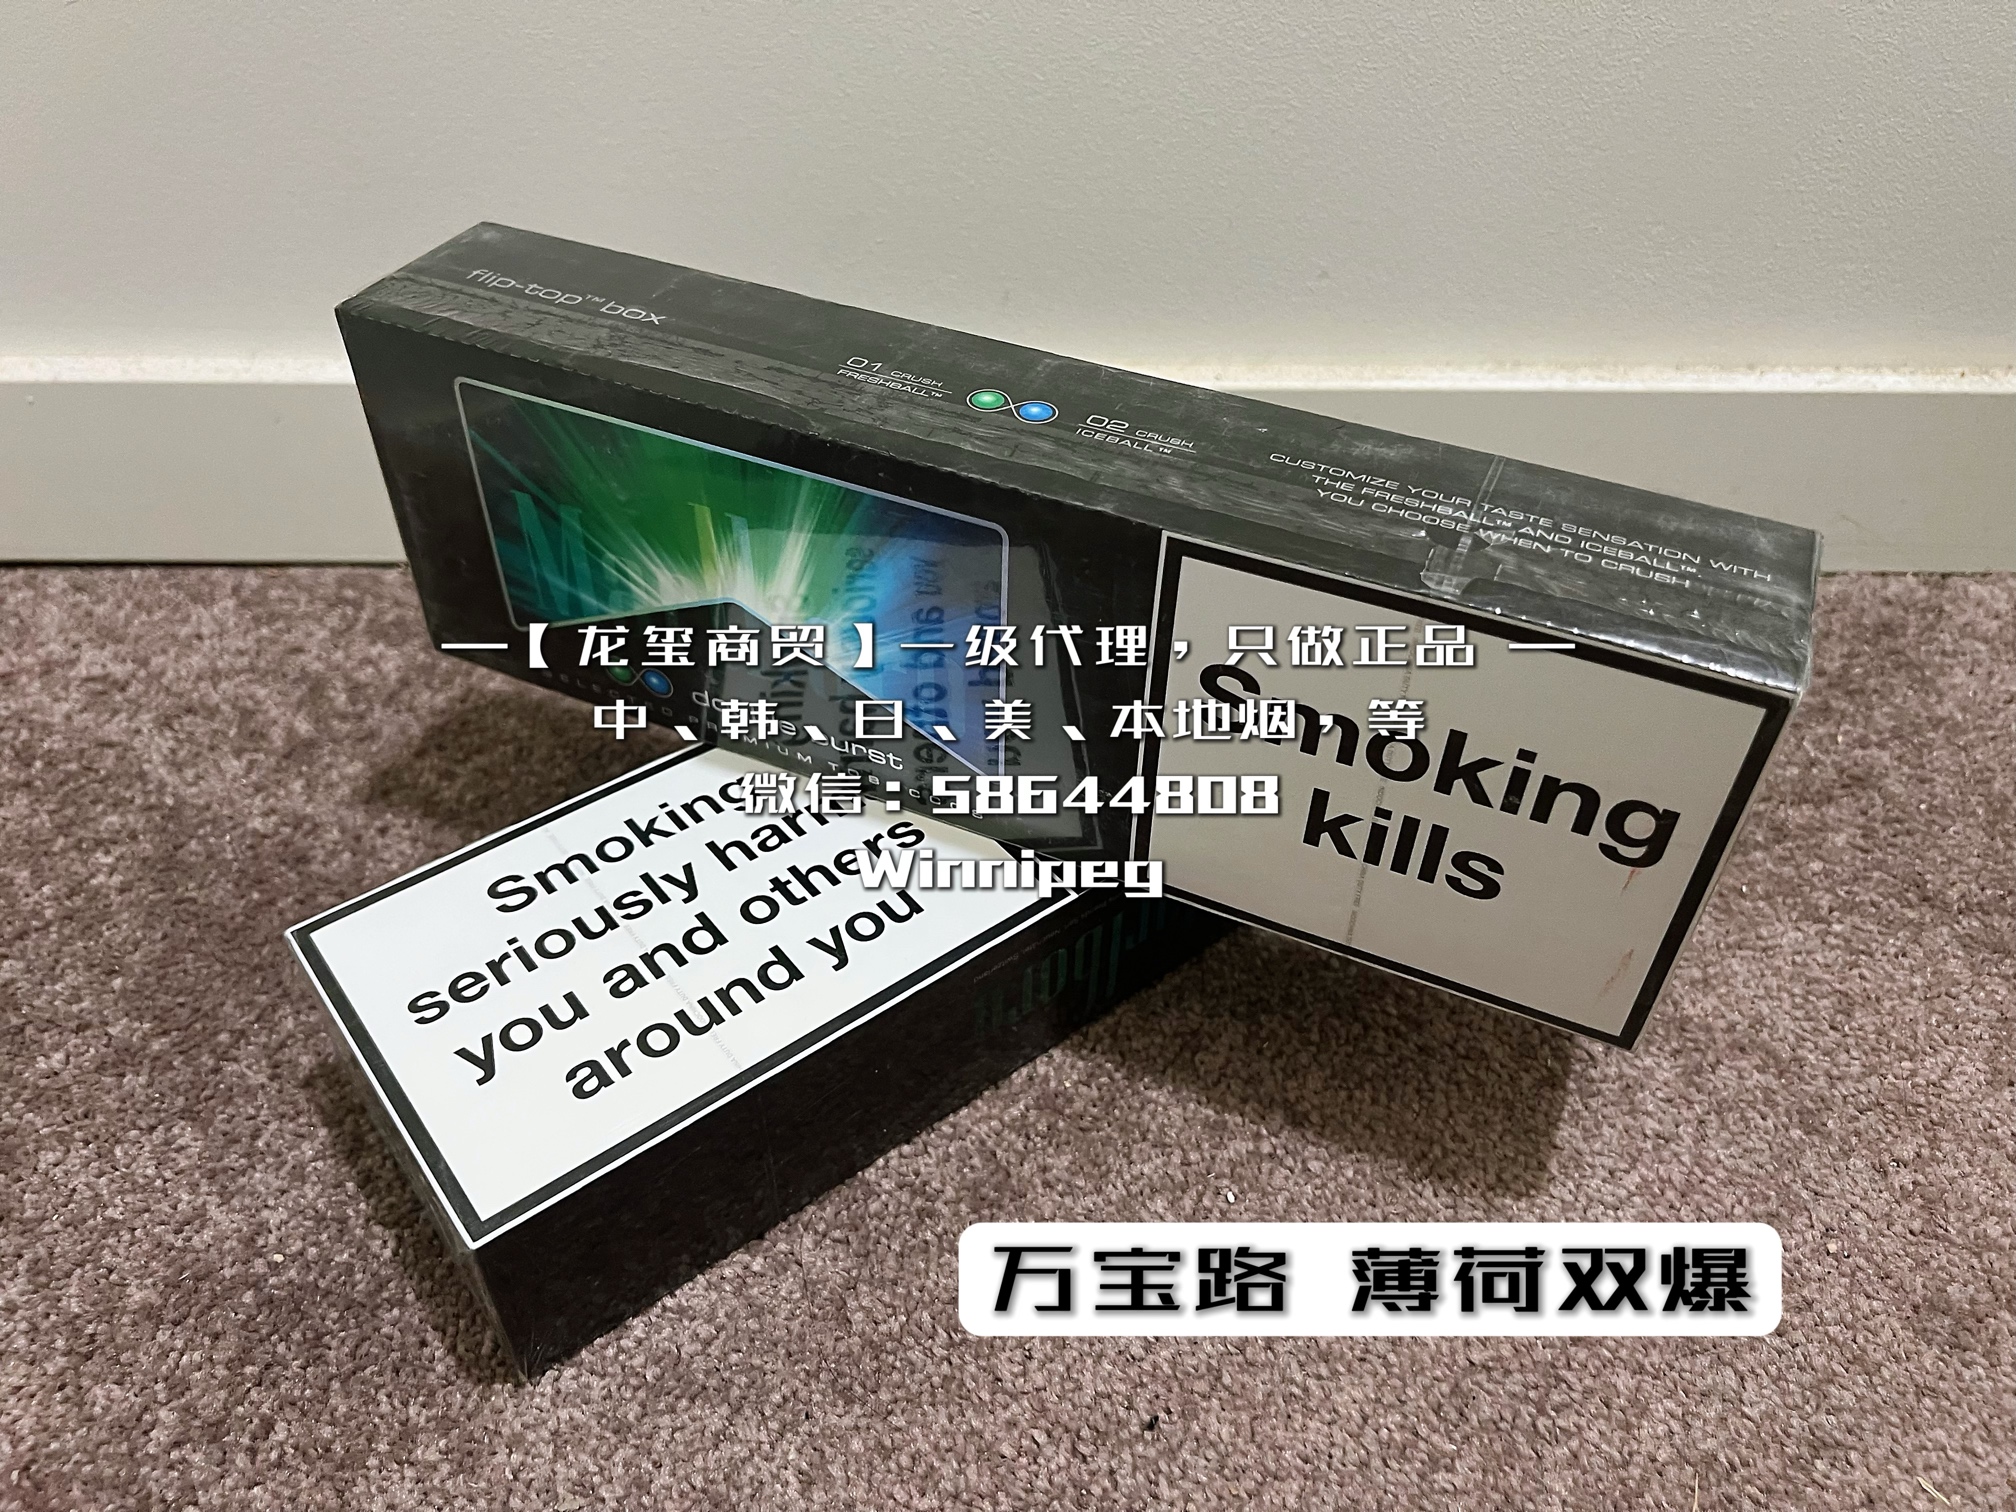 flip-top™ box
01 CRUSH
FRESHBALL™
02 CRUSH
ICEBALL™
CUSTOMIZE YOUR TASTE SENSATION WITH
THE FRESHBALL™ AND ICEBALL™.
YOU CHOOSE WHEN TO CRUSH
—【龙玺商贸】一级代理，只做正品 —
中、韩、日、美、本地烟，等
微信：58644808
Winnipeg
Smoking
kills
Smoking
seriously harm
you and others
around you
万宝路 薄荷双爆